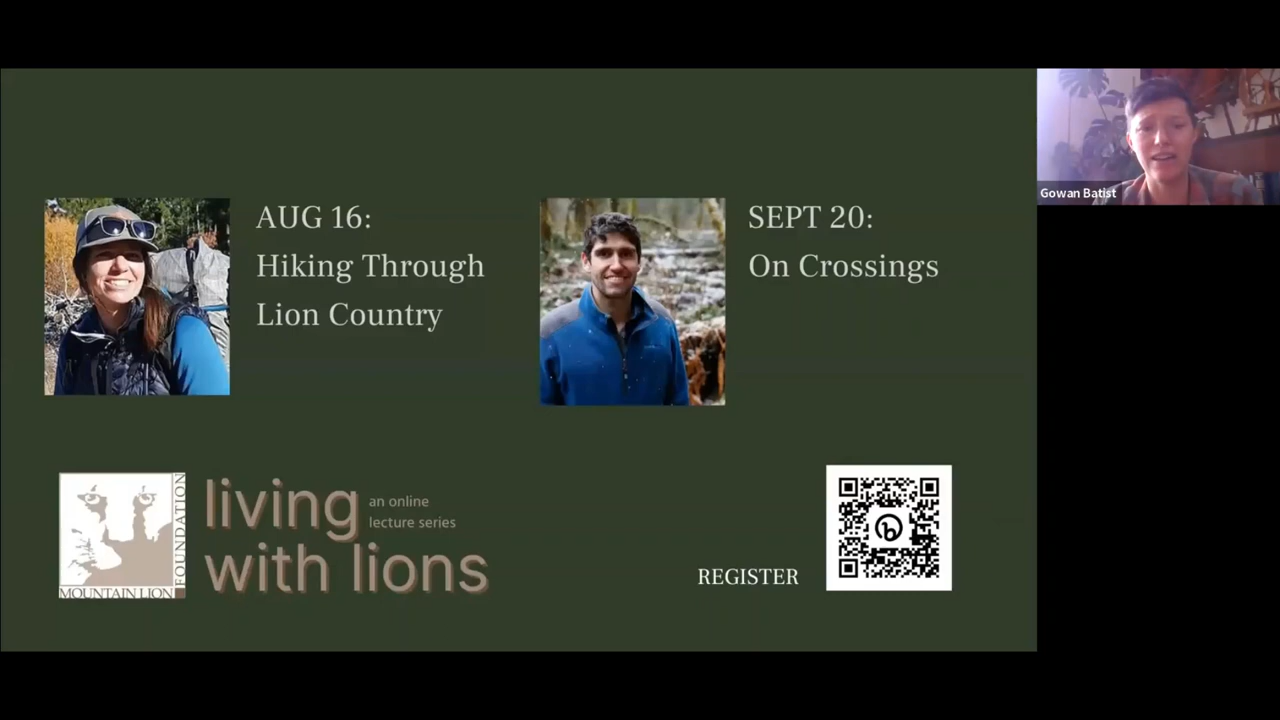 AUG 16:
Hiking Through
Lion Country
SEPT 20:
On Crossings
Gowan Batist
MOUNTAIN LION
FOUNDATION
living
with lions
an online
lecture series
REGISTER